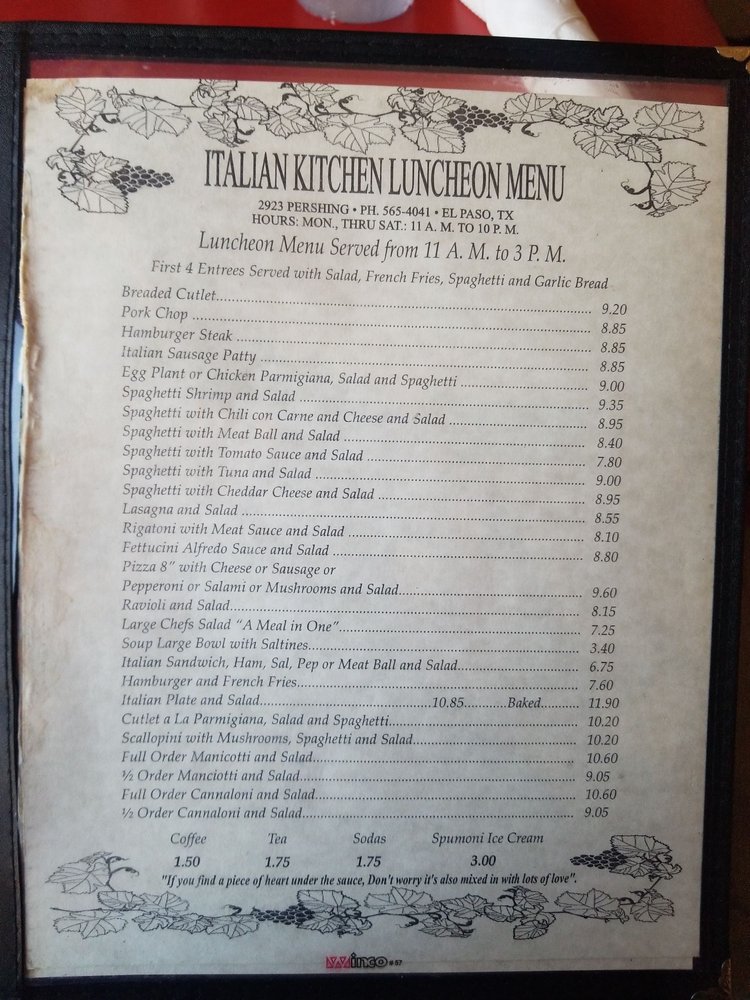 ITALIAN KITCHEN LUNCHEON MENU
2923 PERSHING • PH. 565-4041 • EL PASO, TX
HOURS: MON., THRU SAT.: 11 A. M. TO 10 P. M.
Luncheon Menu Served from 11 A. M. to 3 P. M.
First 4 Entrees Served with Salad, French Fries, Spaghetti and Garlic Bread
Breaded Cutlet 9.20
Pork Chop 8.85
Hamburger Steak 8.85
Italian Sausage Patty 8.85
Egg Plant or Chicken Parmigiana, Salad and Spaghetti 9.00
Spaghetti Shrimp and Salad 9.35
Spaghetti with Chili con Carne and Cheese and Salad 8.95
Spaghetti with Meat Ball and Salad 8.40
Spaghetti with Tomato Sauce and Salad 7.80
Spaghetti with Tuna and Salad 9.00
Spaghetti with Cheddar Cheese and Salad 8.95
Lasagna and Salad 8.55
Rigatoni with Meat Sauce and Salad 8.10
Fettucini Alfredo Sauce and Salad 8.80
Pizza 8" with Cheese or Sausage or
Pepperoni or Salami or Mushrooms and Salad 9.60
Ravioli and Salad 8.15
Large Chefs Salad "A Meal in One" 7.25
Soup Large Bowl with Saltines 3.40
Italian Sandwich, Ham, Sal, Pep or Meat Ball and Salad 6.75
Hamburger and French Fries 7.60
Italian Plate and Salad 10.85 Baked 11.90
Cutlet a La Parmigiana, Salad and Spaghetti 10.20
Scallopini with Mushrooms, Spaghetti and Salad 10.20
Full Order Manicotti and Salad 10.60
½ Order Manciotti and Salad 9.05
Full Order Cannaloni and Salad 10.60
½ Order Cannaloni and Salad 9.05
Coffee Tea Sodas Spumoni Ice Cream
1.50 1.75 1.75 3.00
"If you find a piece of heart under the sauce, Don't worry it's also mixed in with lots of love".
Winco #57